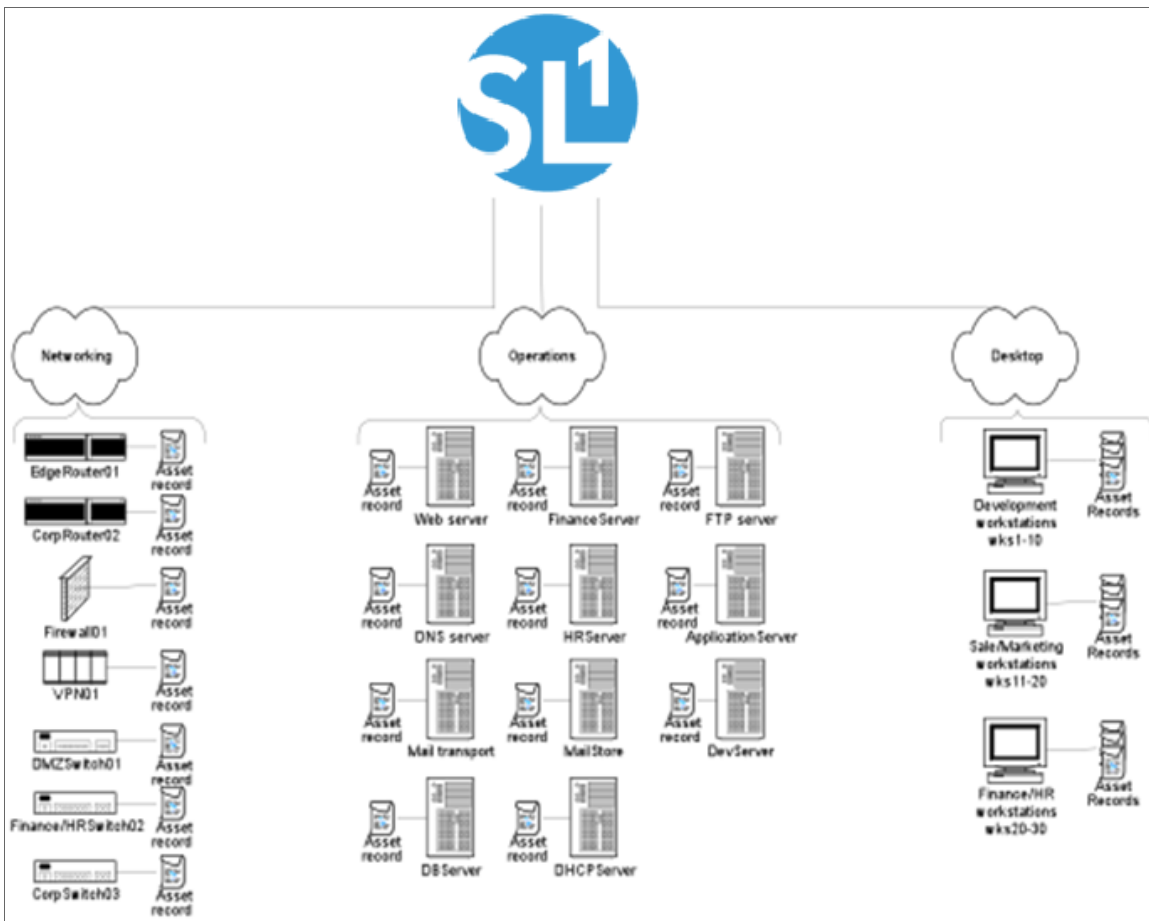 SL1
Networking
Operations
Desktop
EdgeRouter01
Asset
record
CorpRouter02
Asset
record
Firewall01
Asset
record
VPN01
Asset
record
DMZSwitch01
Asset
record
Finance/HRSwitch02
Asset
record
CorpSwitch03
Asset
record
Asset
record
Web server
Asset
record
FinanceServer
Asset
record
FTP server
Asset
record
DNS server
Asset
record
HRServer
Asset
record
ApplicationServer
Asset
record
Mail transport
Asset
record
MailStore
Asset
record
DevServer
Asset
record
DBServer
Asset
record
DHCPServer
Development
workstations
wks1-10
Asset
Records
Sale/Marketing
workstations
wks11-20
Asset
Records
Finance/HR
workstations
wks20-30
Asset
Records